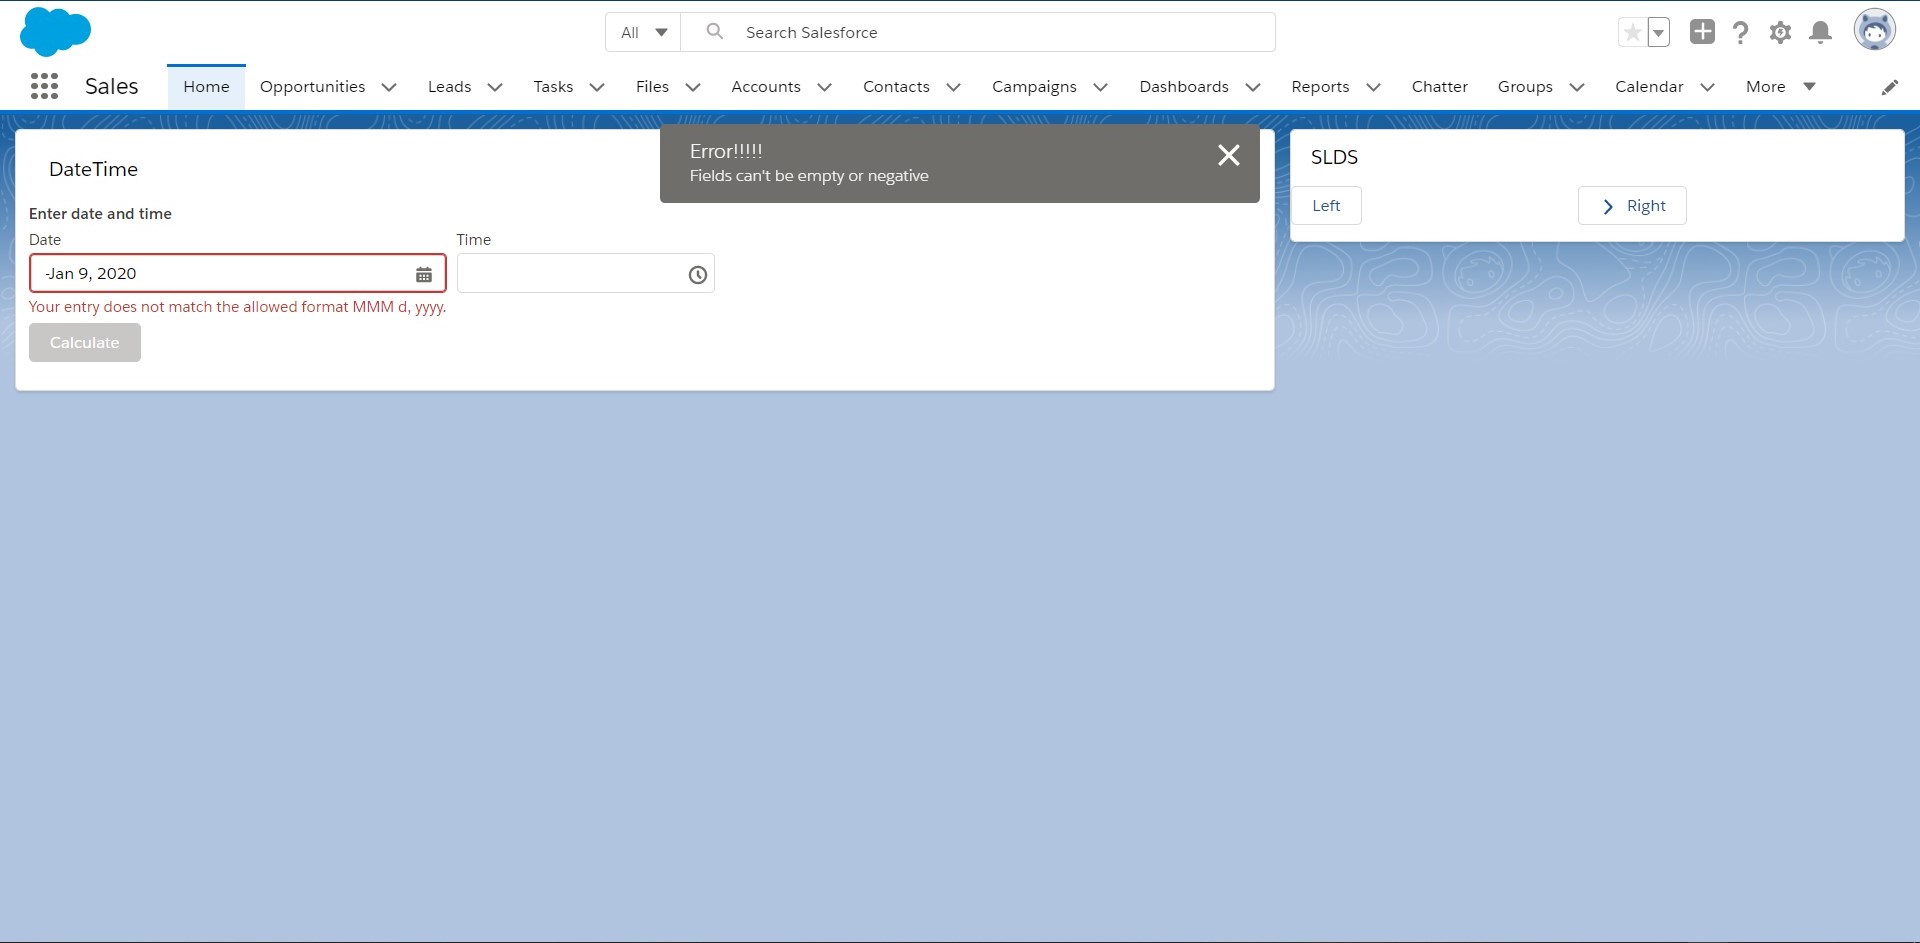 All
Search Salesforce
Sales Home Opportunities Leads Tasks Files Accounts Contacts Campaigns Dashboards Reports Chatter Groups Calendar More
DateTime
Error!!!!!
Fields can't be empty or negative
Enter date and time
Date Time
-Jan 9, 2020
Your entry does not match the allowed format MMM d, yyyy.
Calculate
SLDS
Left Right